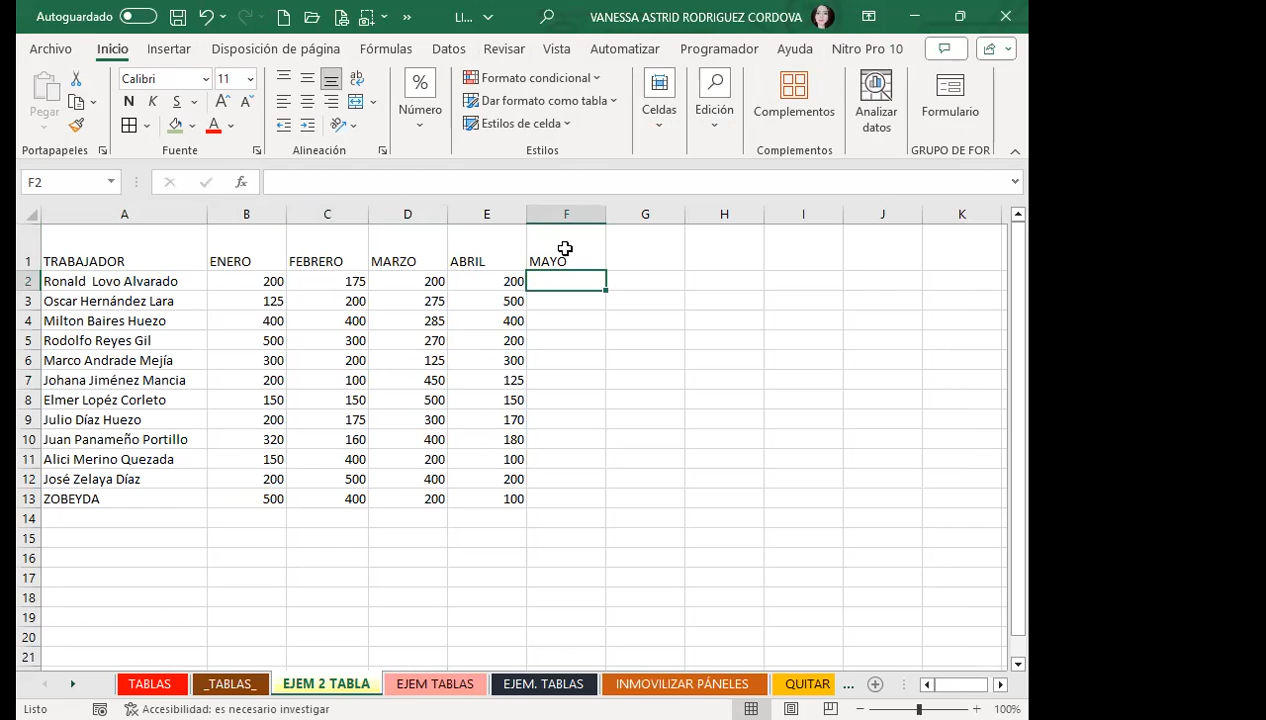 Autoguardado LI... VANESSA ASTRID RODRIGUEZ CORDOVA
Archivo Inicio Insertar Disposición de página Fórmulas Datos Revisar Vista Automatizar Programador Ayuda Nitro Pro 10
Pegar
Calibri 11
N K S
Número
Formato condicional
Dar formato como tabla
Estilos de celda
Celdas
Edición
Complementos
Analizar datos
Formulario
Portapapeles Fuente Alineación Estilos Complementos GRUPO DE FOR
F2 fx
A B C D E F G H I J K
1 TRABAJADOR ENERO FEBRERO MARZO ABRIL MAYO
2 Ronald Lovo Alvarado 200 175 200 200
3 Oscar Hernández Lara 125 200 275 500
4 Milton Baires Huezo 400 400 285 400
5 Rodolfo Reyes Gil 500 300 270 200
6 Marco Andrade Mejía 300 200 125 300
7 Johana Jiménez Mancia 200 100 450 125
8 Elmer Lopéz Corleto 150 150 500 150
9 Julio Díaz Huezo 200 175 300 170
10 Juan Panameño Portillo 320 160 400 180
11 Alici Merino Quezada 150 400 200 100
12 José Zelaya Díaz 200 500 400 200
13 ZOBEYDA 500 400 200 100
14
15
16
17
18
19
20
21
TABLAS _TABLAS_ EJEM 2 TABLA EJEM TABLAS EJEM. TABLAS INMOVILIZAR PÁNELES QUITAR ...
Listo Accesibilidad: es necesario investigar 100%